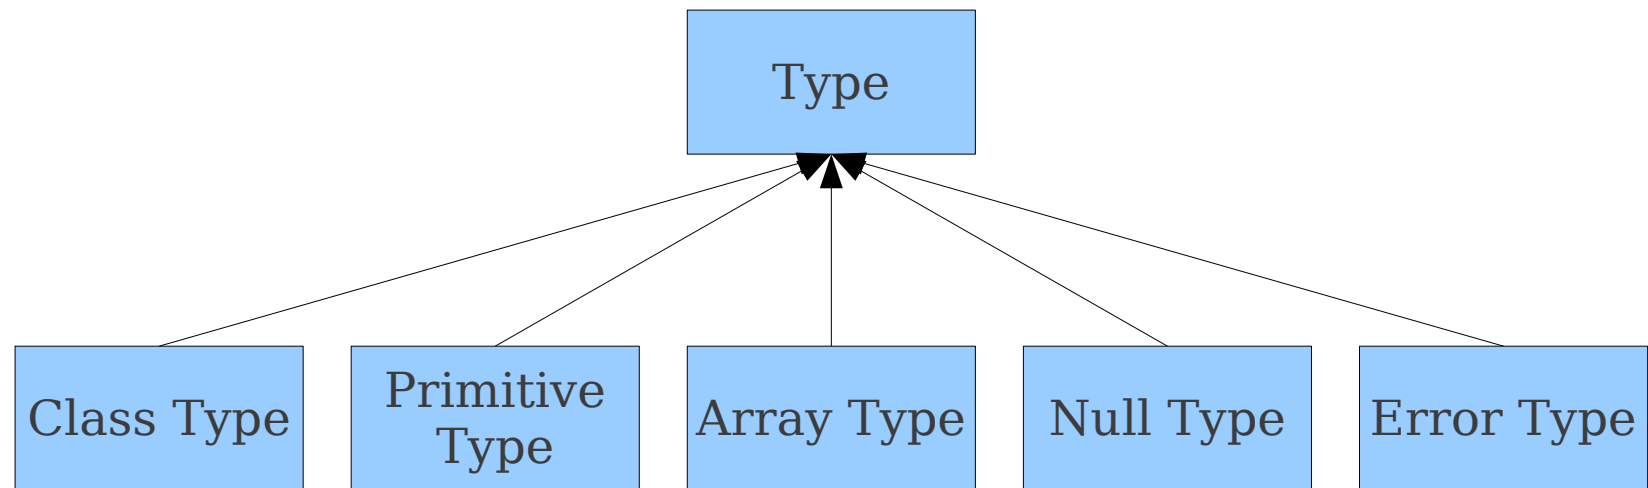 Type
Class Type
Primitive
Type
Array Type
Null Type
Error Type